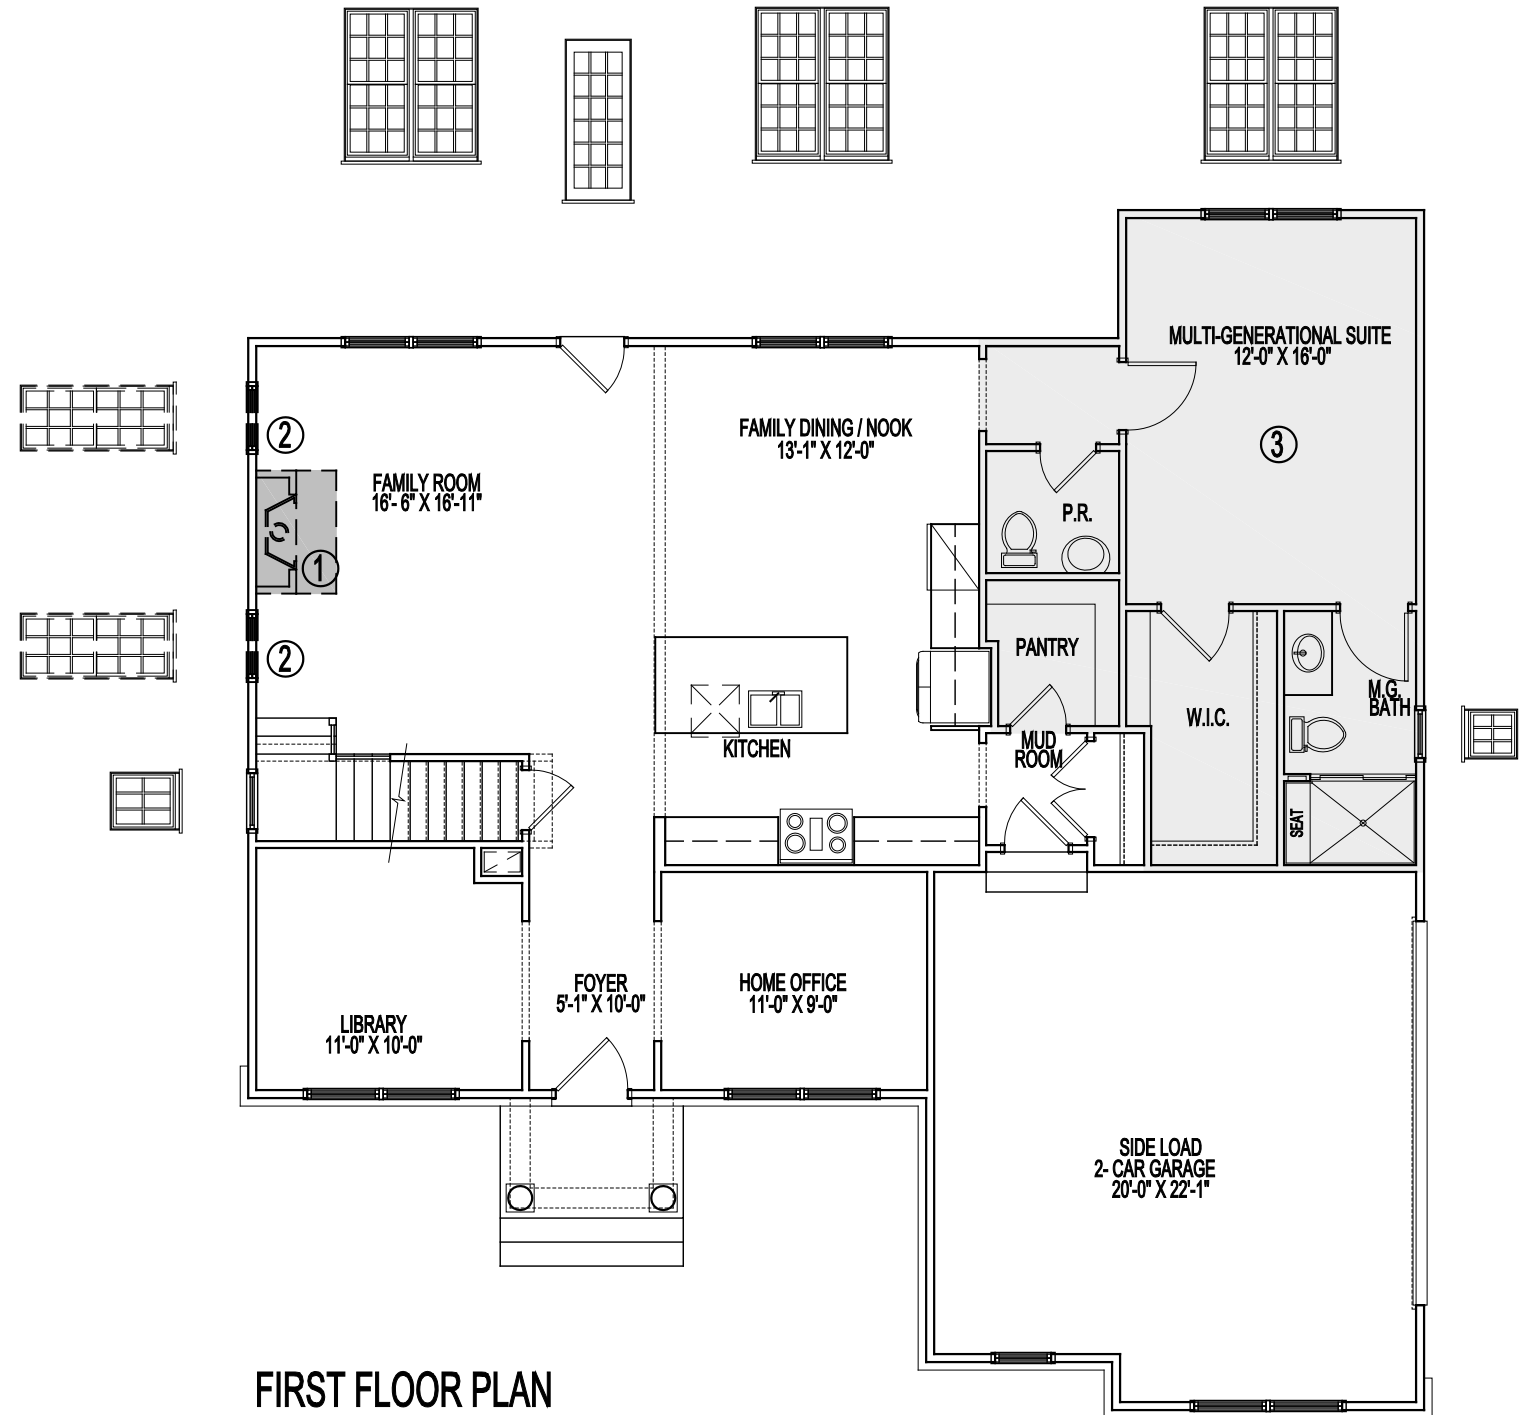 MULTI-GENERATIONAL SUITE
12'-0" X 16'-0"
3
2
FAMILY DINING / NOOK
13'-1" X 12'-0"
FAMILY ROOM
16'- 6" X 16'-11"
P.R.
1
PANTRY
2
M.G.
BATH
W.I.C.
KITCHEN
MUD
ROOM
SEAT
FOYER
5'-1" X 10'-0"
HOME OFFICE
11'-0" X 9'-0"
LIBRARY
11'-0" X 10'-0"
SIDE LOAD
2- CAR GARAGE
20'-0" X 22'-1"
FIRST FLOOR PLAN